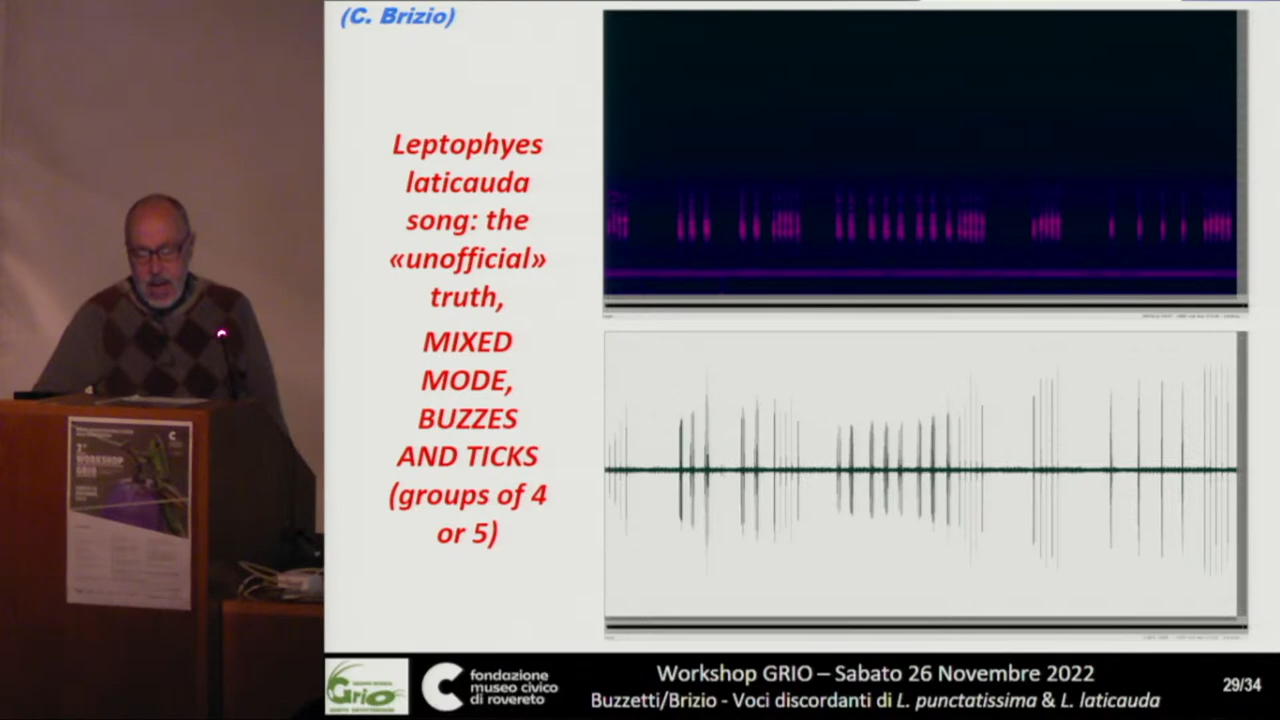 (C. Brizio)
Leptophyes
laticauda
song: the
«unofficial»
truth,
MIXED
MODE,
BUZZES
AND TICKS
(groups of 4
or 5)
WORKSHOP
GRIO
Grio
fondazione
museo civico
di rovereto
Workshop GRIO – Sabato 26 Novembre 2022
Buzzetti/Brizio - Voci discordanti di L. punctatissima & L. laticauda
29/34